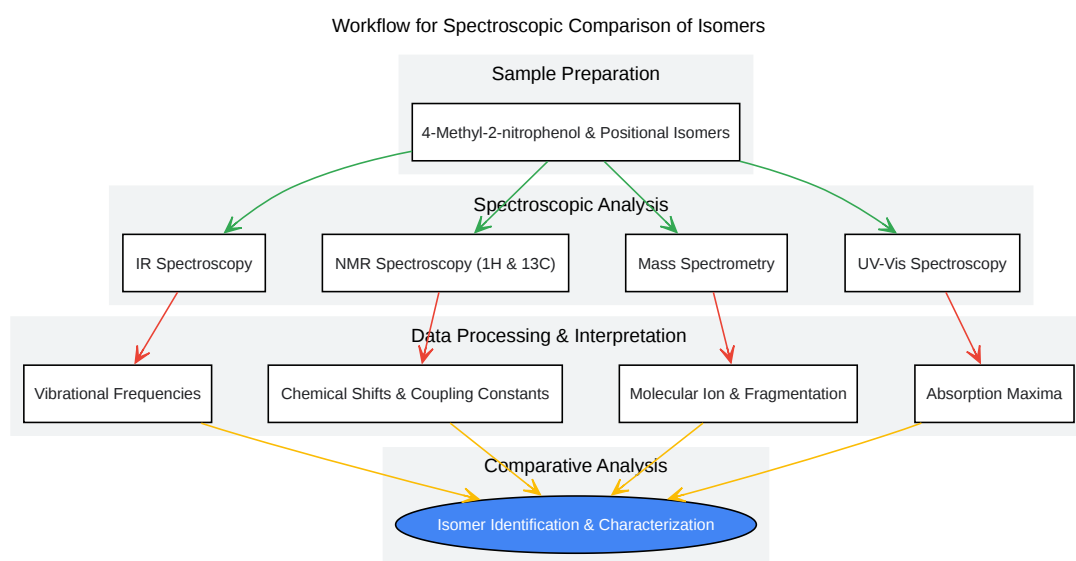 Workflow for Spectroscopic Comparison of Isomers
Sample Preparation
4-Methyl-2-nitrophenol & Positional Isomers
Spectroscopic Analysis
IR Spectroscopy
NMR Spectroscopy (1H & 13C)
Mass Spectrometry
UV-Vis Spectroscopy
Data Processing & Interpretation
Vibrational Frequencies
Chemical Shifts & Coupling Constants
Molecular Ion & Fragmentation
Absorption Maxima
Comparative Analysis
Isomer Identification & Characterization